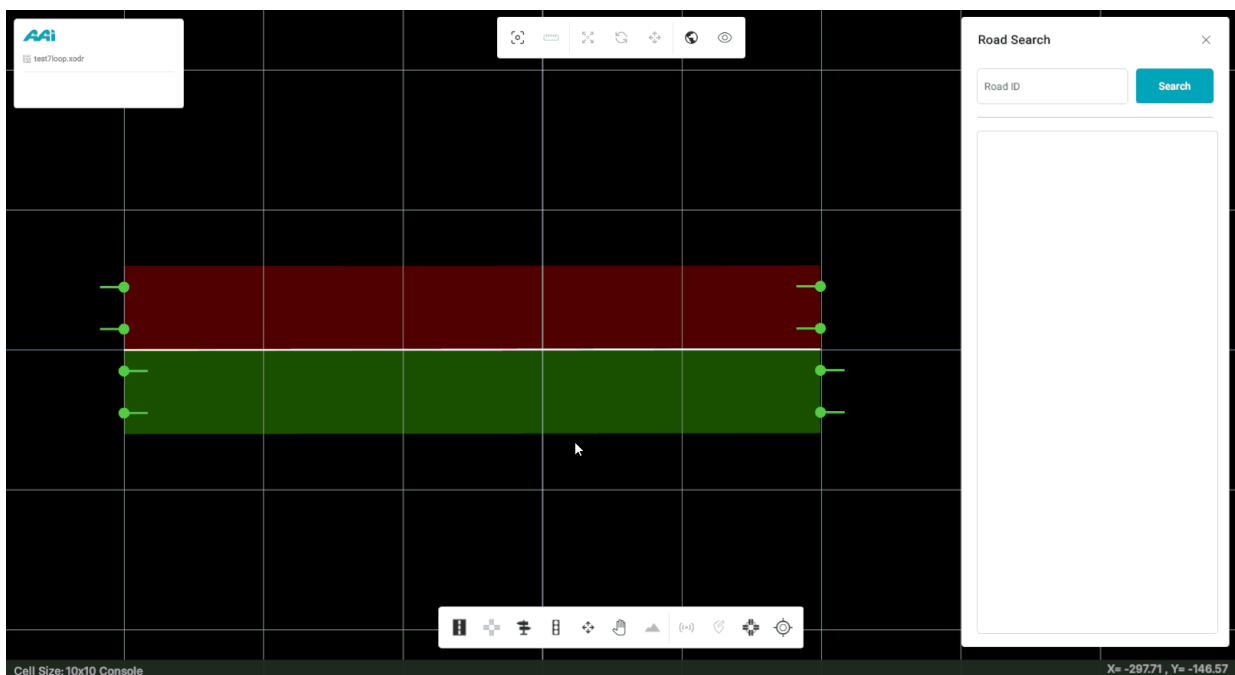 AAi
test7loop.xodr
Road Search
Road ID
Search
Cell Size: 10x10 Console
X= -297.71 , Y= -146.57